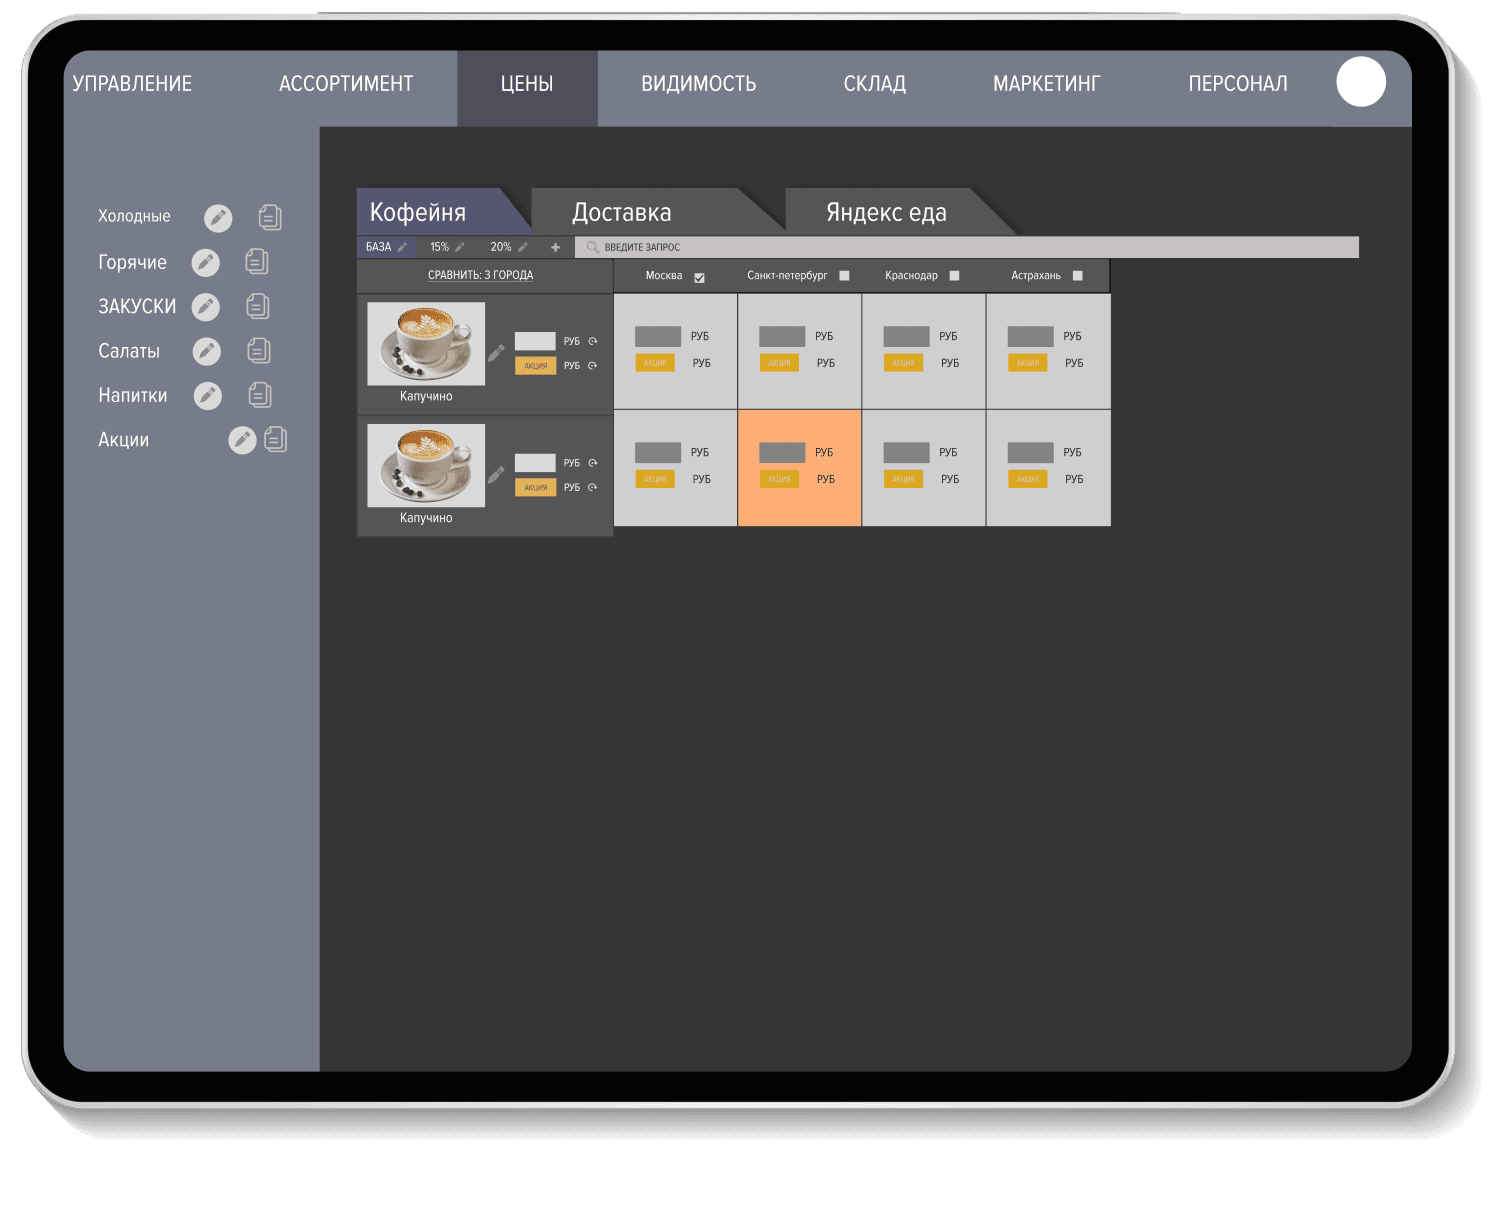 УПРАВЛЕНИЕ АССОРТИМЕНТ ЦЕНЫ ВИДИМОСТЬ СКЛАД МАРКЕТИНГ ПЕРСОНАЛ
Холодные
Горячие
ЗАКУСКИ
Салаты
Напитки
Акции
Кофейня Доставка Яндекс еда
БАЗА 15% 20% + ВВЕДИТЕ ЗАПРОС
СРАВНИТЬ: 3 ГОРОДА Москва Санкт-петербург Краснодар Астрахань
РУБ РУБ РУБ РУБ РУБ
АКЦИЯ РУБ АКЦИЯ РУБ АКЦИЯ РУБ АКЦИЯ РУБ АКЦИЯ РУБ
Капучино
РУБ РУБ РУБ РУБ РУБ
АКЦИЯ РУБ АКЦИЯ РУБ АКЦИЯ РУБ АКЦИЯ РУБ АКЦИЯ РУБ
Капучино